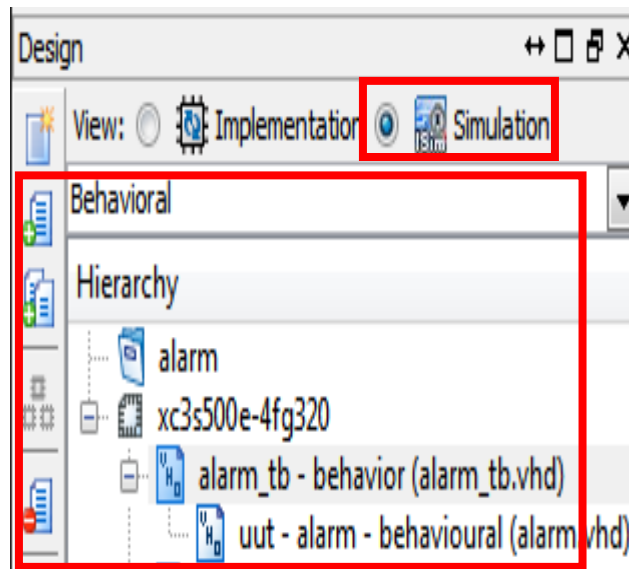 Design
View: Implementation Simulation
Behavioral
Hierarchy
alarm
xc3s500e-4fg320
alarm_tb - behavior (alarm_tb.vhd)
uut - alarm - behavioural (alarm.vhd)